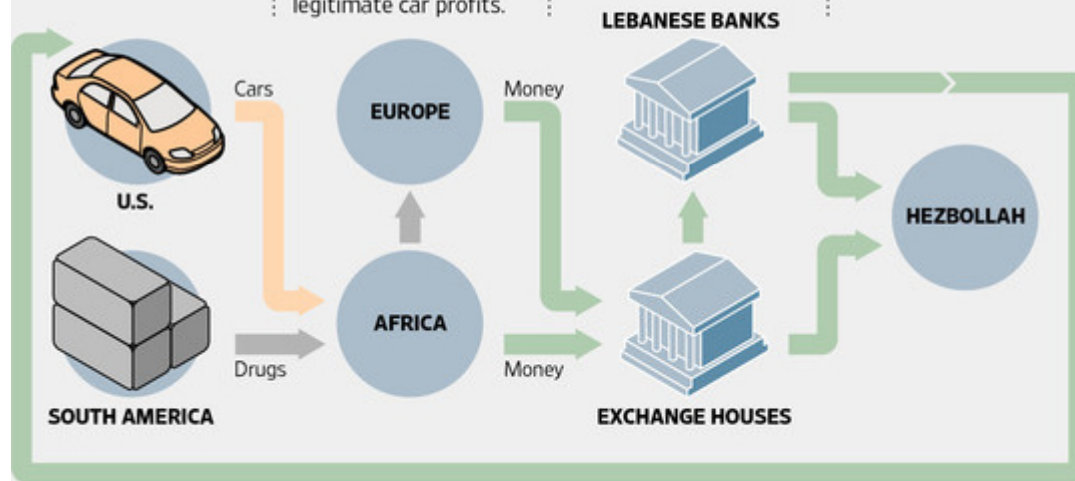 legitimate car profits.
LEBANESE BANKS
Cars
EUROPE
Money
U.S.
HEZBOLLAH
AFRICA
Drugs
Money
SOUTH AMERICA
EXCHANGE HOUSES